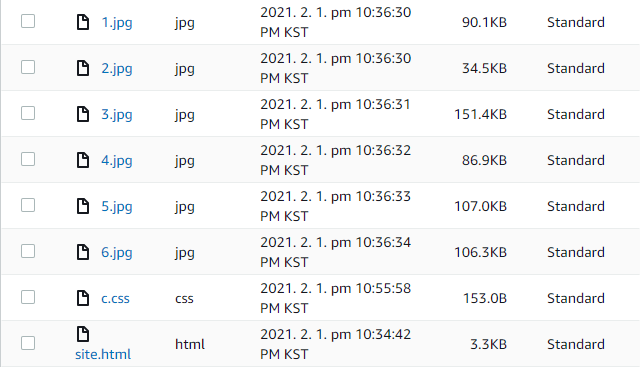 1.jpg jpg 2021. 2. 1. pm 10:36:30 PM KST 90.1KB Standard
2.jpg jpg 2021. 2. 1. pm 10:36:30 PM KST 34.5KB Standard
3.jpg jpg 2021. 2. 1. pm 10:36:31 PM KST 151.4KB Standard
4.jpg jpg 2021. 2. 1. pm 10:36:32 PM KST 86.9KB Standard
5.jpg jpg 2021. 2. 1. pm 10:36:33 PM KST 107.0KB Standard
6.jpg jpg 2021. 2. 1. pm 10:36:34 PM KST 106.3KB Standard
c.css css 2021. 2. 1. pm 10:55:58 PM KST 153.0B Standard
site.html html 2021. 2. 1. pm 10:34:42 PM KST 3.3KB Standard